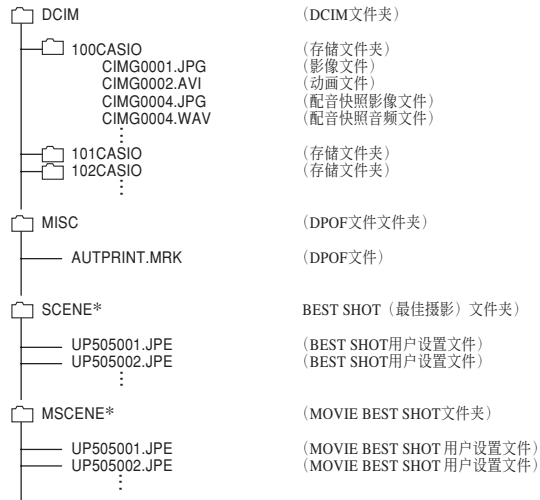 DCIM （DCIM文件夹）
100CASIO （存储文件夹）
CIMG0001.JPG （影像文件）
CIMG0002.AVI （动画文件）
CIMG0004.JPG （配音快照影像文件）
CIMG0004.WAV （配音快照音频文件）
101CASIO （存储文件夹）
102CASIO （存储文件夹）
MISC （DPOF文件文件夹）
AUTPRINT.MRK （DPOF文件）
SCENE* BEST SHOT（最佳摄影）文件夹）
UP505001.JPE （BEST SHOT用户设置文件）
UP505002.JPE （BEST SHOT用户设置文件）
MSCENE* （MOVIE BEST SHOT文件夹）
UP505001.JPE （MOVIE BEST SHOT 用户设置文件）
UP505002.JPE （MOVIE BEST SHOT 用户设置文件）